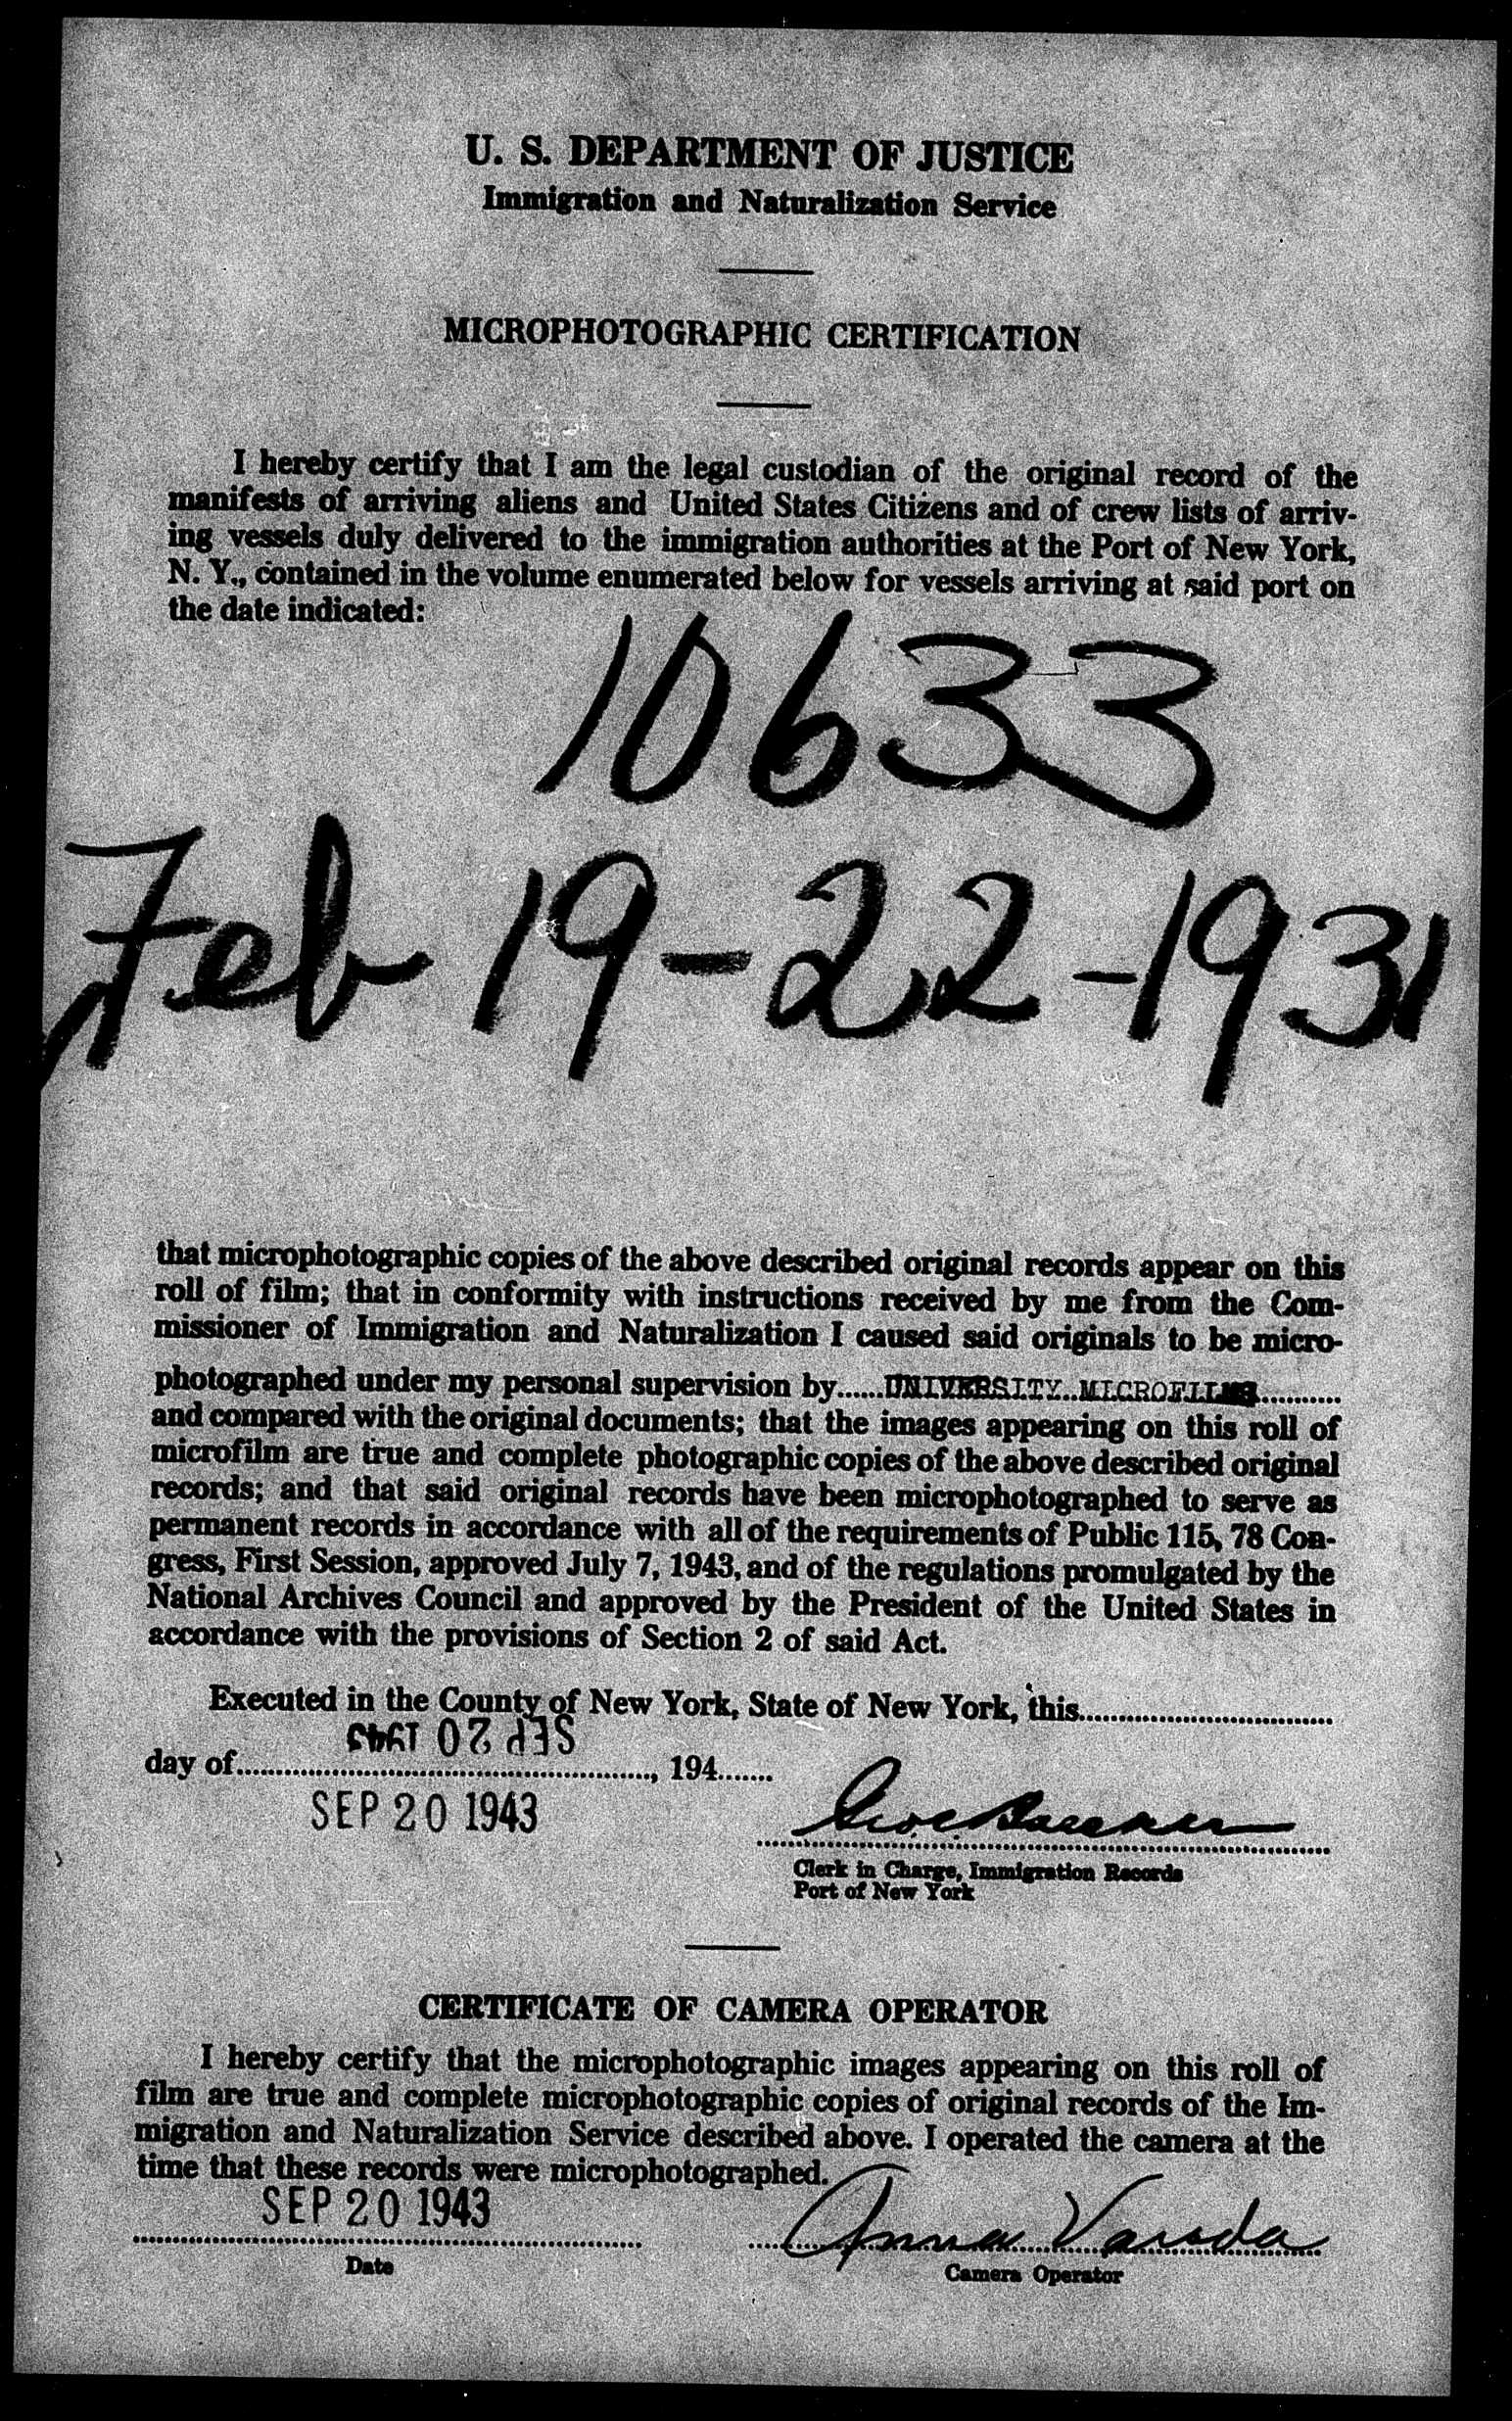 U. S. DEPARTMENT OF JUSTICE
Immigration and Naturalization Service
MICROPHOTOGRAPHIC CERTIFICATION
I hereby certify that I am the legal custodian of the original record of the
manifests of arriving aliens and United States Citizens and of crew lists of arriv-
ing vessels duly delivered to the immigration authorities at the Port of New York,
N. Y., contained in the volume enumerated below for vessels arriving at said port on
the date indicated:
10633
Feb 19-22-1931
that microphotographic copies of the above described original records appear on this
roll of film; that in conformity with instructions received by me from the Com-
missioner of Immigration and Naturalization I caused said originals to be micro-
photographed under my personal supervision by......UNIVERSITY MICROFILMS..........
and compared with the original documents; that the images appearing on this roll of
microfilm are true and complete photographic copies of the above described original
records; and that said original records have been microphotographed to serve as
permanent records in accordance with all of the requirements of Public 115, 78 Con-
gress, First Session, approved July 7, 1943, and of the regulations promulgated by the
National Archives Council and approved by the President of the United States in
accordance with the provisions of Section 2 of said Act.
Executed in the County of New York, State of New York, this................................
SEP 20 1943
day of...................................................., 194.......
SEP 20 1943
Clerk in Charge, Immigration Records
Port of New York
CERTIFICATE OF CAMERA OPERATOR
I hereby certify that the microphotographic images appearing on this roll of
film are true and complete microphotographic copies of original records of the Im-
migration and Naturalization Service described above. I operated the camera at the
time that these records were microphotographed.
SEP 20 1943
Anna Varsda
Date
Camera Operator